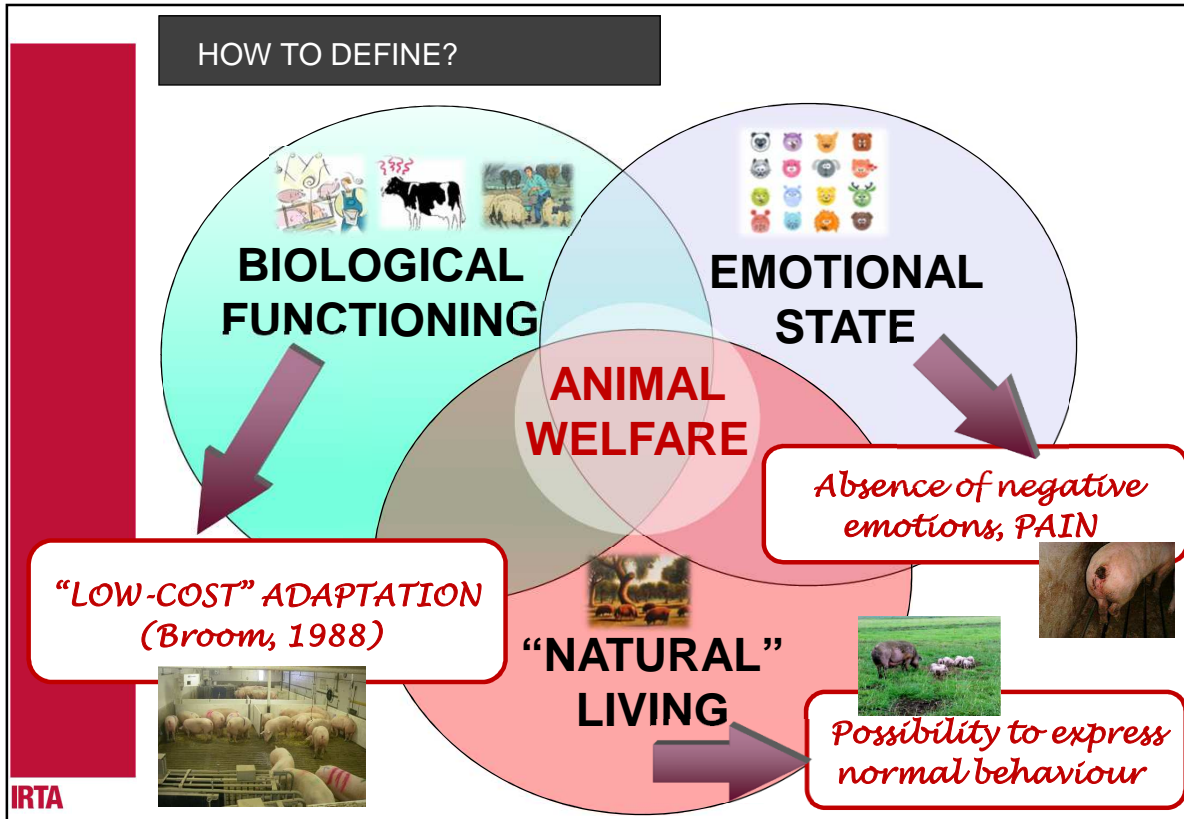 HOW TO DEFINE?
BIOLOGICAL
FUNCTIONING
EMOTIONAL
STATE
ANIMAL
WELFARE
Absence of negative
emotions, PAIN
"LOW-COST" ADAPTATION
(Broom, 1988)
"NATURAL"
LIVING
Possibility to express
normal behaviour
IRTA